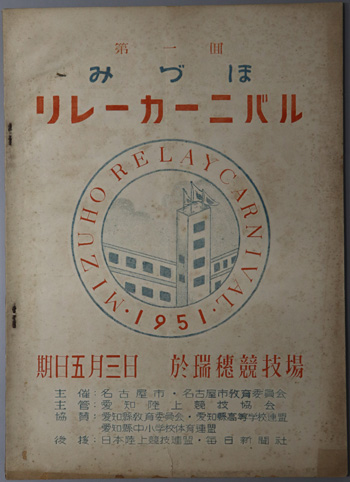 第一回
みづほ
リレーカーニバル
MIZUHO RELAY CARNIVAL
・1951・
期日五月三日 於瑞穂競技場
主催:名古屋市・名古屋市教育委員会
主管:愛知陸上競技協会
協賛:愛知縣教育委員会・愛知縣高等学校連盟
愛知縣中小学校体育連盟
後援:日本陸上競技連盟・毎日新聞社